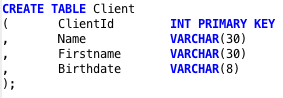 CREATE TABLE Client
( ClientId INT PRIMARY KEY
, Name VARCHAR(30)
, Firstname VARCHAR(30)
, Birthdate VARCHAR(8)
);